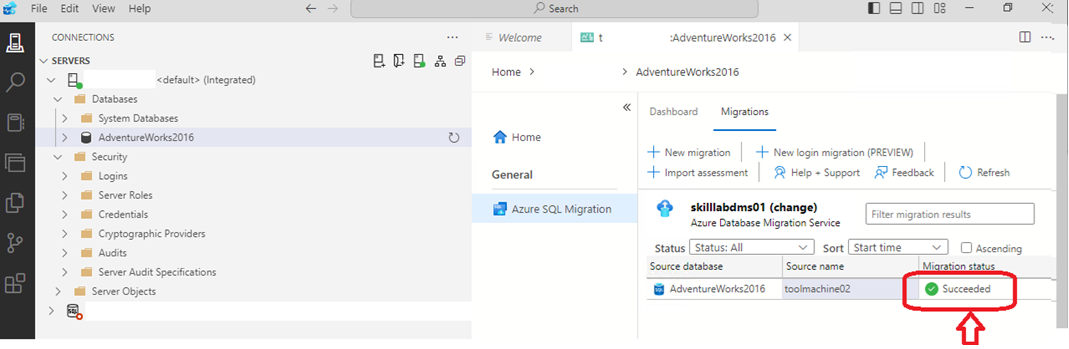 File Edit View Help
Search
CONNECTIONS
SERVERS
<default> (Integrated)
Databases
System Databases
AdventureWorks2016
Security
Logins
Server Roles
Credentials
Cryptographic Providers
Audits
Server Audit Specifications
Server Objects
Welcome
t :AdventureWorks2016
Home > > AdventureWorks2016
Home
General
Azure SQL Migration
Dashboard Migrations
New migration New login migration (PREVIEW)
Import assessment Help + Support Feedback Refresh
skilllabdms01 (change)
Azure Database Migration Service
Filter migration results
Status Status: All Sort Start time Ascending
Source database Source name Migration status
AdventureWorks2016 toolmachine02 Succeeded